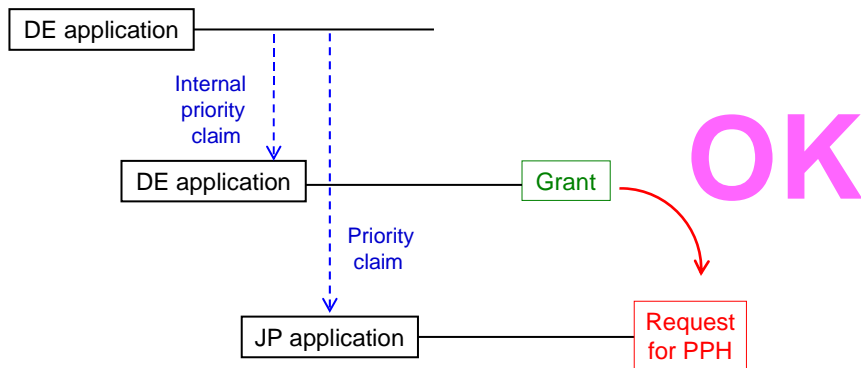 DE application
Internal
priority
claim
OK
DE application
Grant
Priority
claim
JP application
Request
for PPH